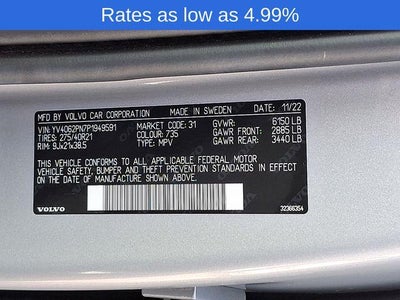 Rates as low as 4.99%
MFD BY VOLVO CAR CORPORATION MADE IN SWEDEN 11/22
VIN: YV4062PN7P1949591 MARKET: 31 GVWR: 6150 LB
TIRES: 275/40R21 COLOUR: 735 GAWR FRONT: 2885 LB
RIM: 9Jx21x38.5 TYPE: MPV GAWR REAR: 3440 LB
THIS VEHICLE CONFORMS TO ALL APPLICABLE FEDERAL MOTOR
VEHICLE SAFETY, BUMPER AND THEFT PREVENTION STANDARDS IN EFFECT
ON THE DATE OF MANUFACTURE SHOWN ABOVE.
VOLVO
32366354